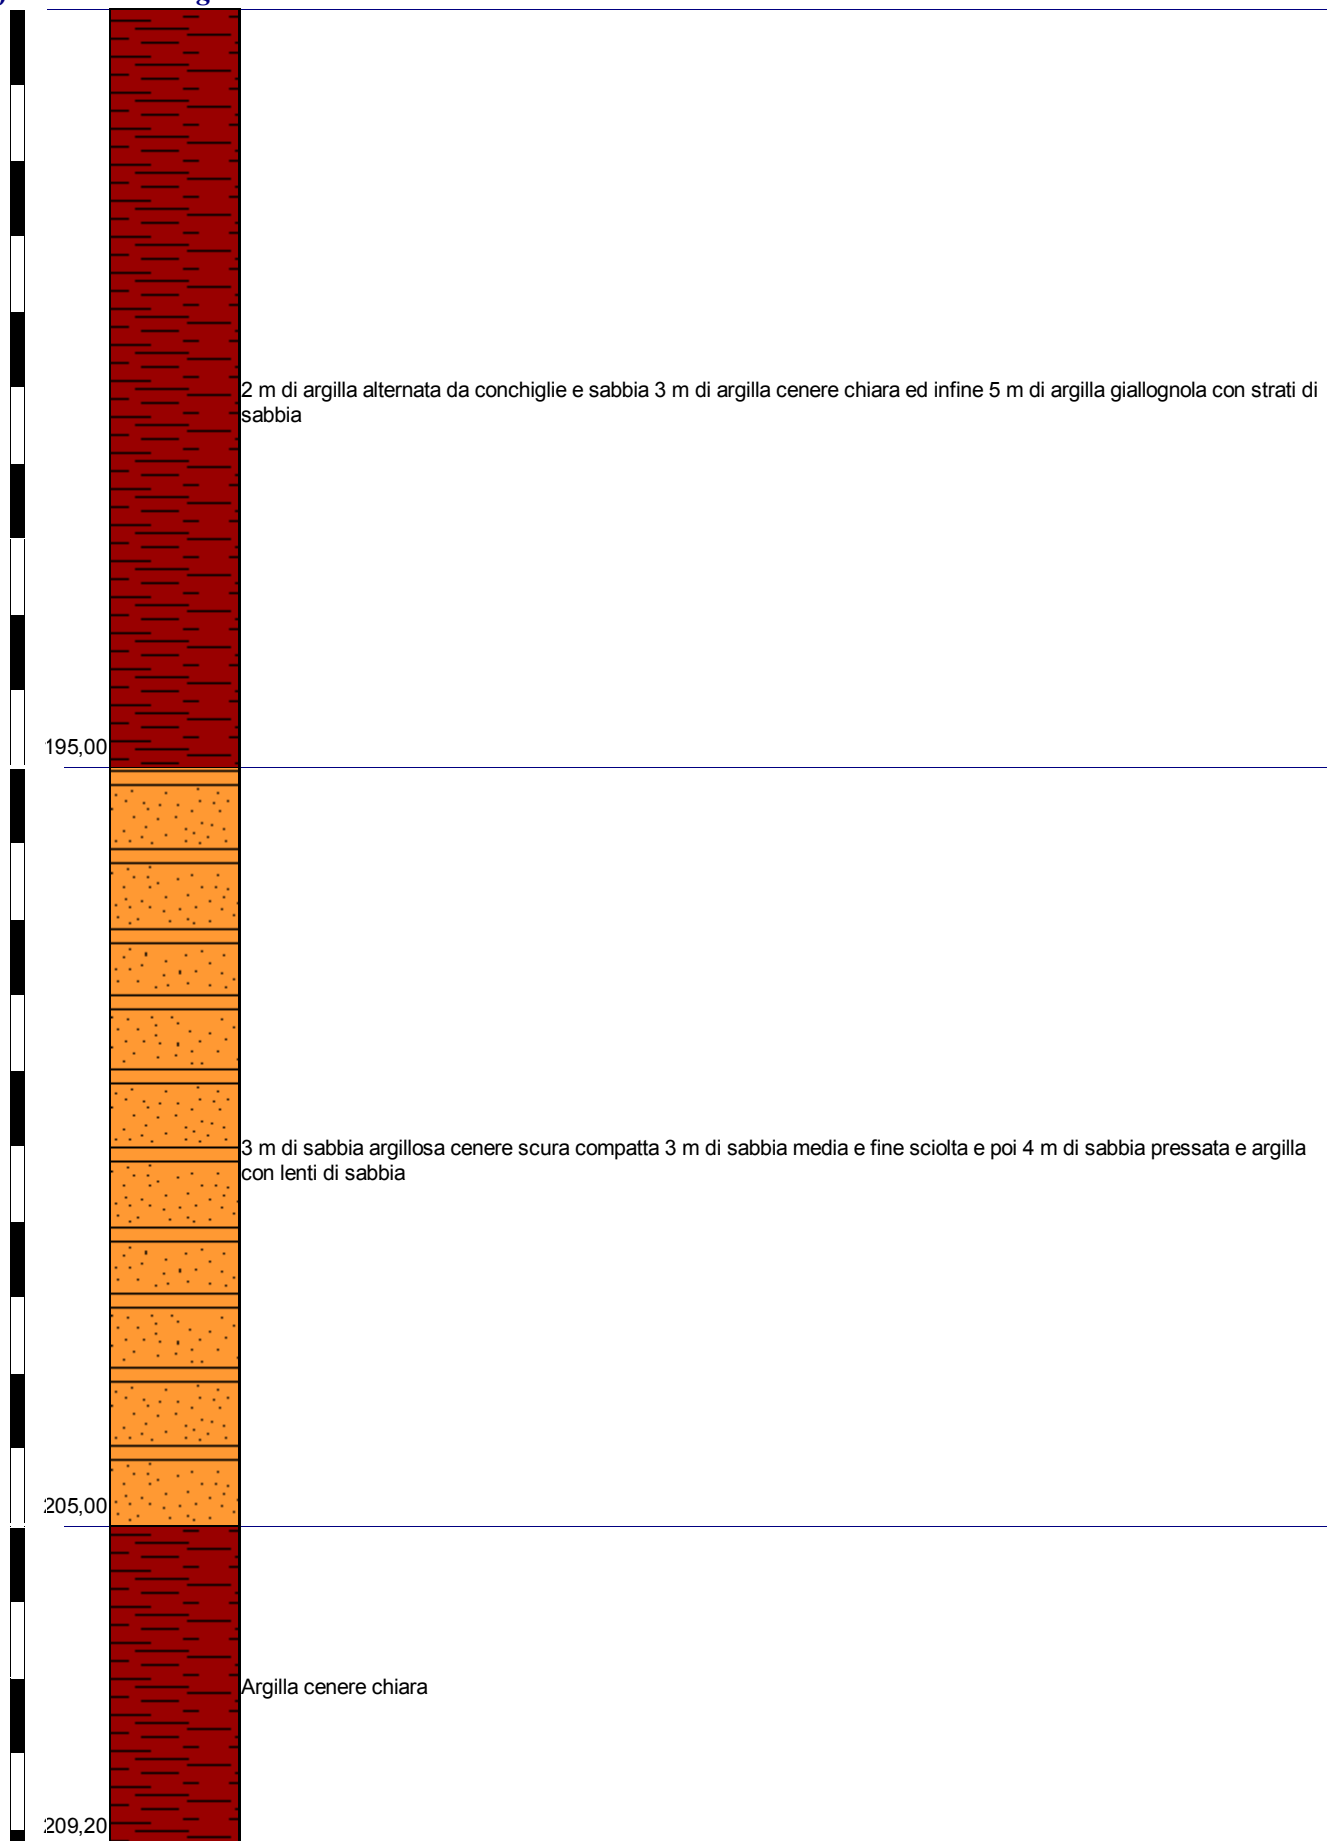 2 m di argilla alternata da conchiglie e sabbia 3 m di argilla cenere chiara ed infine 5 m di argilla giallognola con strati di
sabbia
195,00
3 m di sabbia argillosa cenere scura compatta 3 m di sabbia media e fine sciolta e poi 4 m di sabbia pressata e argilla
con lenti di sabbia
205,00
Argilla cenere chiara
209,20